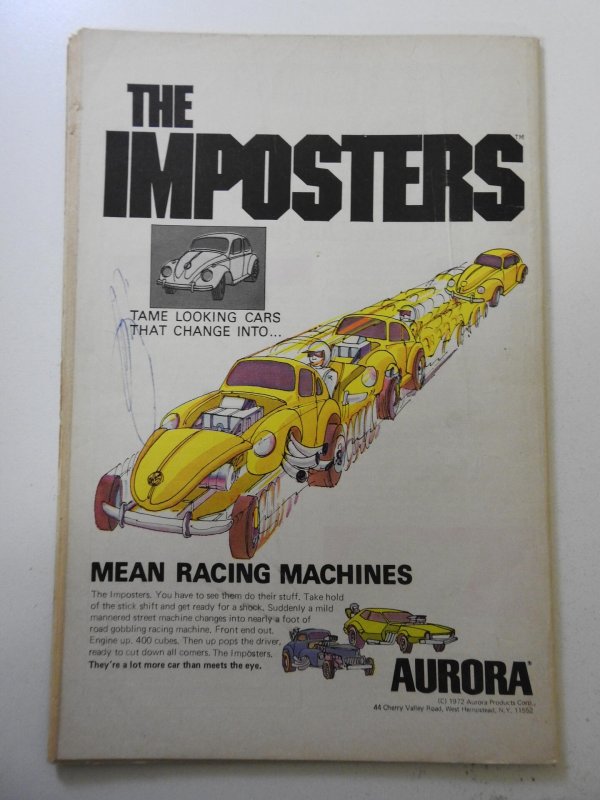 THE
IMPOSTERS™
TAME LOOKING CARS
THAT CHANGE INTO...
MEAN RACING MACHINES
The Imposters. You have to see them do their stuff. Take hold
of the stick shift and get ready for a shock. Suddenly a mild
mannered street machine changes into nearly a foot of
road gobbling racing machine. Front end out.
Engine up. 400 cubes. Then up pops the driver,
ready to cut down all comers. The Imposters.
They're a lot more car than meets the eye.
AURORA®
(C) 1972 Aurora Products Corp.,
44 Cherry Valley Road, West Hempstead, N.Y. 11552